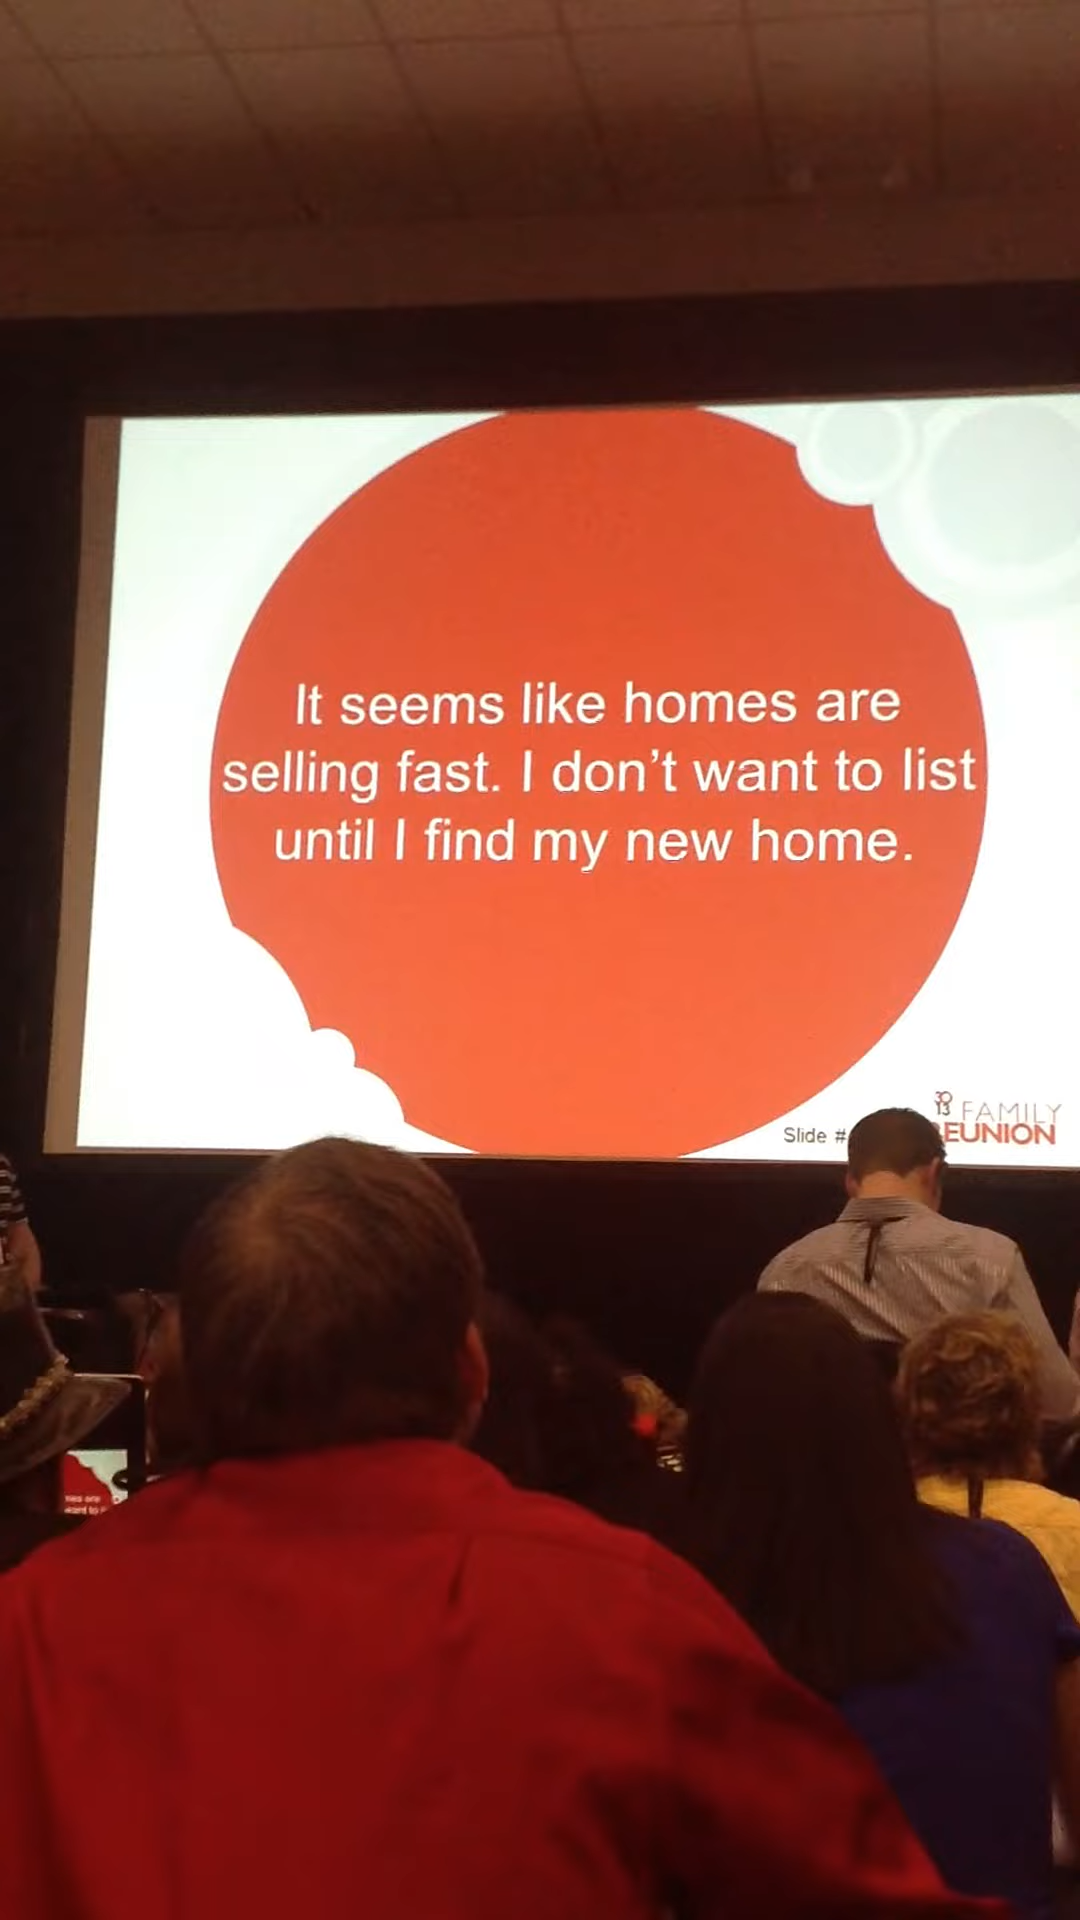 It seems like homes are
selling fast. I don't want to list
until I find my new home.
Slide #
FAMILY
EUNION